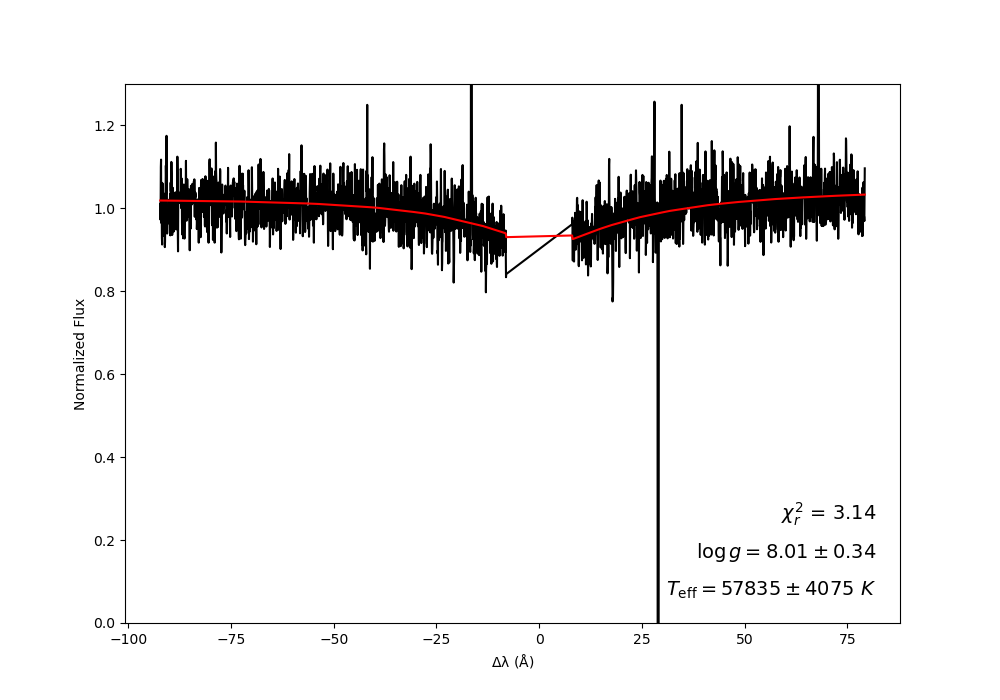 1.2
1.0
0.8
0.6
0.4
0.2
0.0
Normalized Flux
χ²ᵣ = 3.14
log g = 8.01 ± 0.34
T_eff = 57835 ± 4075 K
−100 −75 −50 −25 0 25 50 75
Δλ (Å)